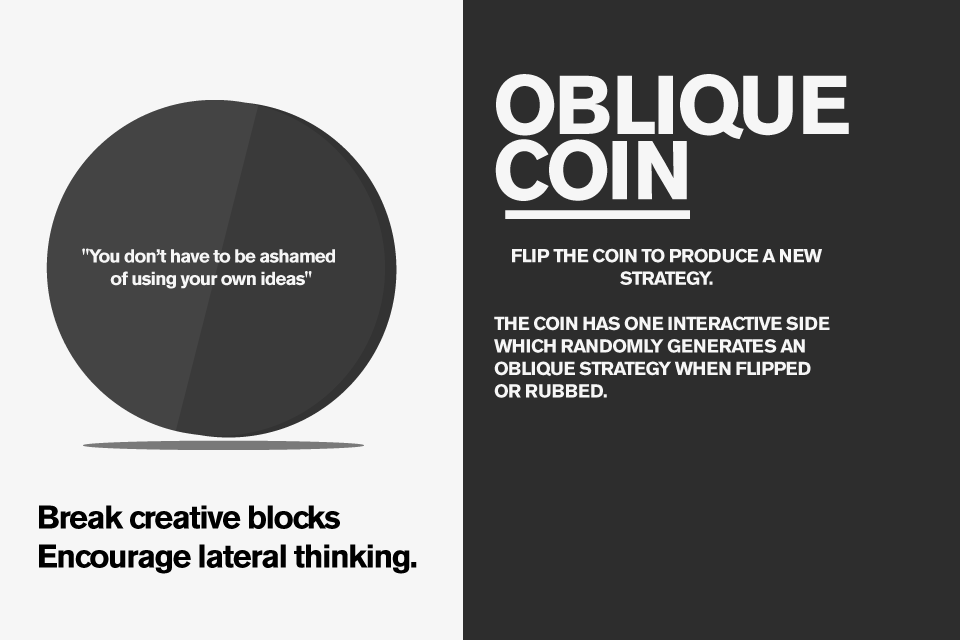 "You don't have to be ashamed
of using your own ideas"
Break creative blocks
Encourage lateral thinking.
OBLIQUE
COIN
FLIP THE COIN TO PRODUCE A NEW
STRATEGY.
THE COIN HAS ONE INTERACTIVE SIDE
WHICH RANDOMLY GENERATES AN
OBLIQUE STRATEGY WHEN FLIPPED
OR RUBBED.